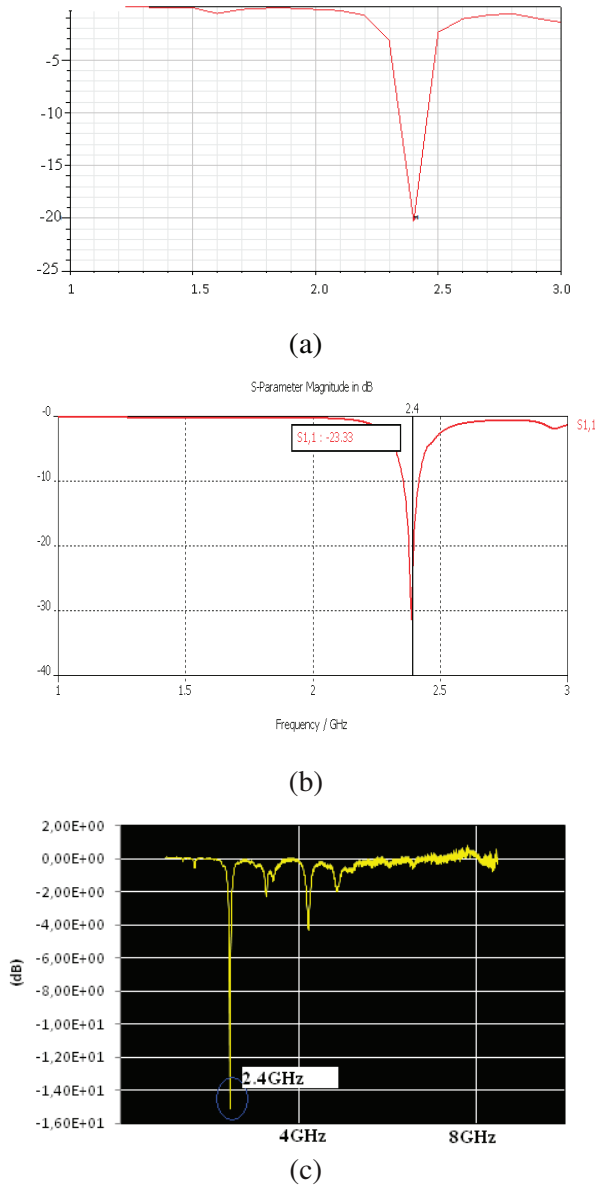 -5
-10
-15
-20
-25
1 1.5 2.0 2.5 3.0
(a)
S-Parameter Magnitude in dB
2.4
-0
S1,1
S1,1 : -23.33
-10
-20
-30
-40
1 1.5 2 2.5 3
Frequency / GHz
(b)
2,00E+00
0,00E+00
-2,00E+00
-4,00E+00
-6,00E+00
-8,00E+00
-1,00E+01
-1,20E+01
-1,40E+01
-1,60E+01
(dB)
2.4GHz
4GHz 8GHz
(c)